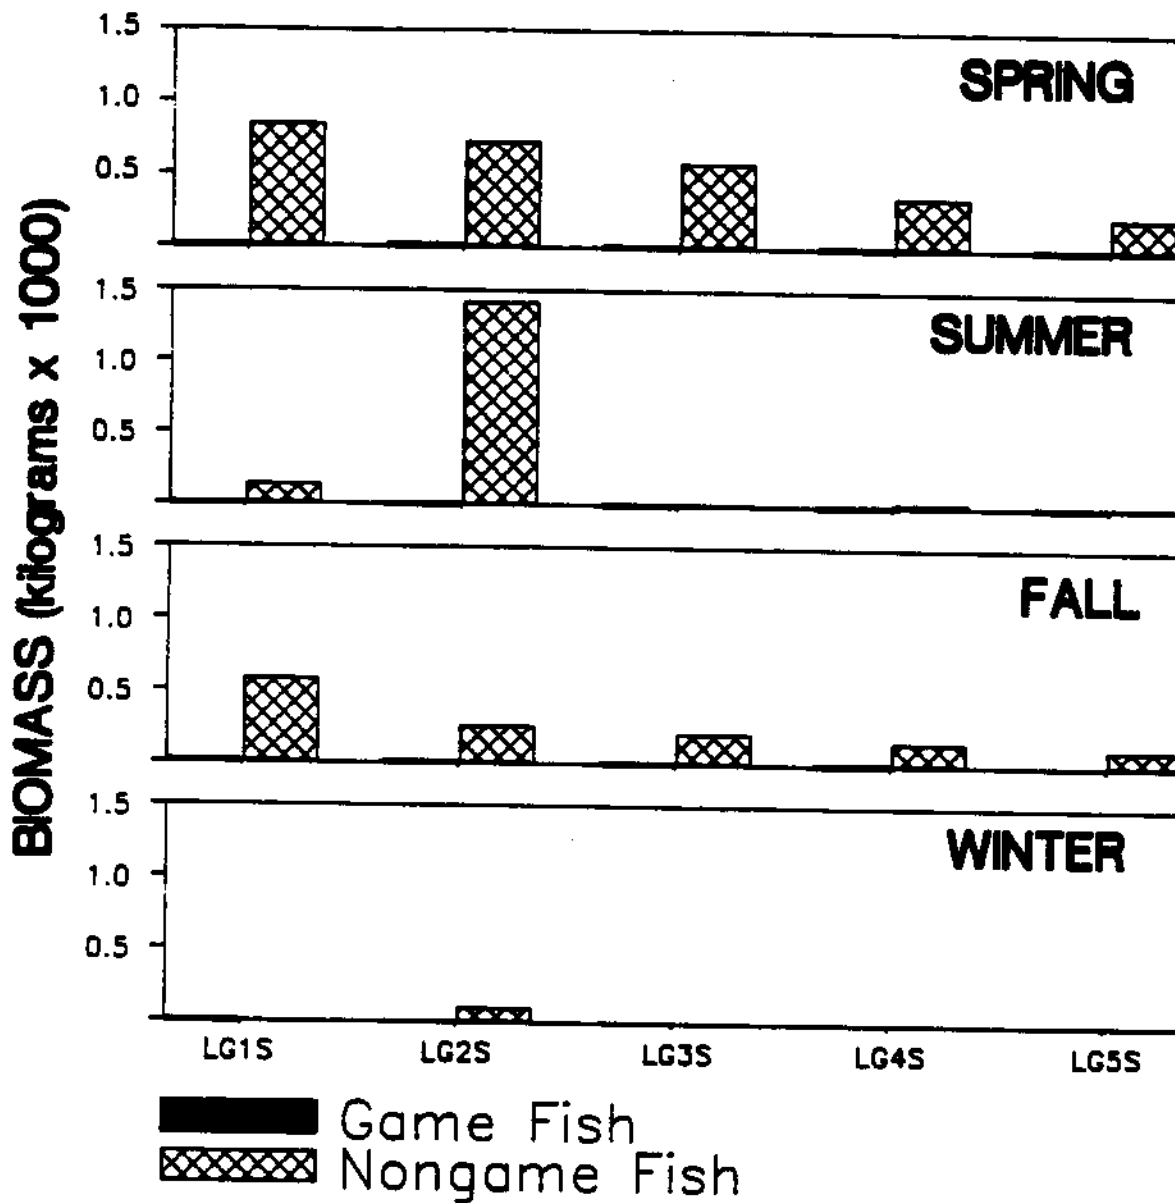 BIOMASS (kilograms x 1000)
1.5
SPRING
1.0
0.5
1.5
SUMMER
1.0
0.5
1.5
FALL
1.0
0.5
1.5
WINTER
1.0
0.5
LG1S LG2S LG3S LG4S LG5S
Game Fish
Nongame Fish